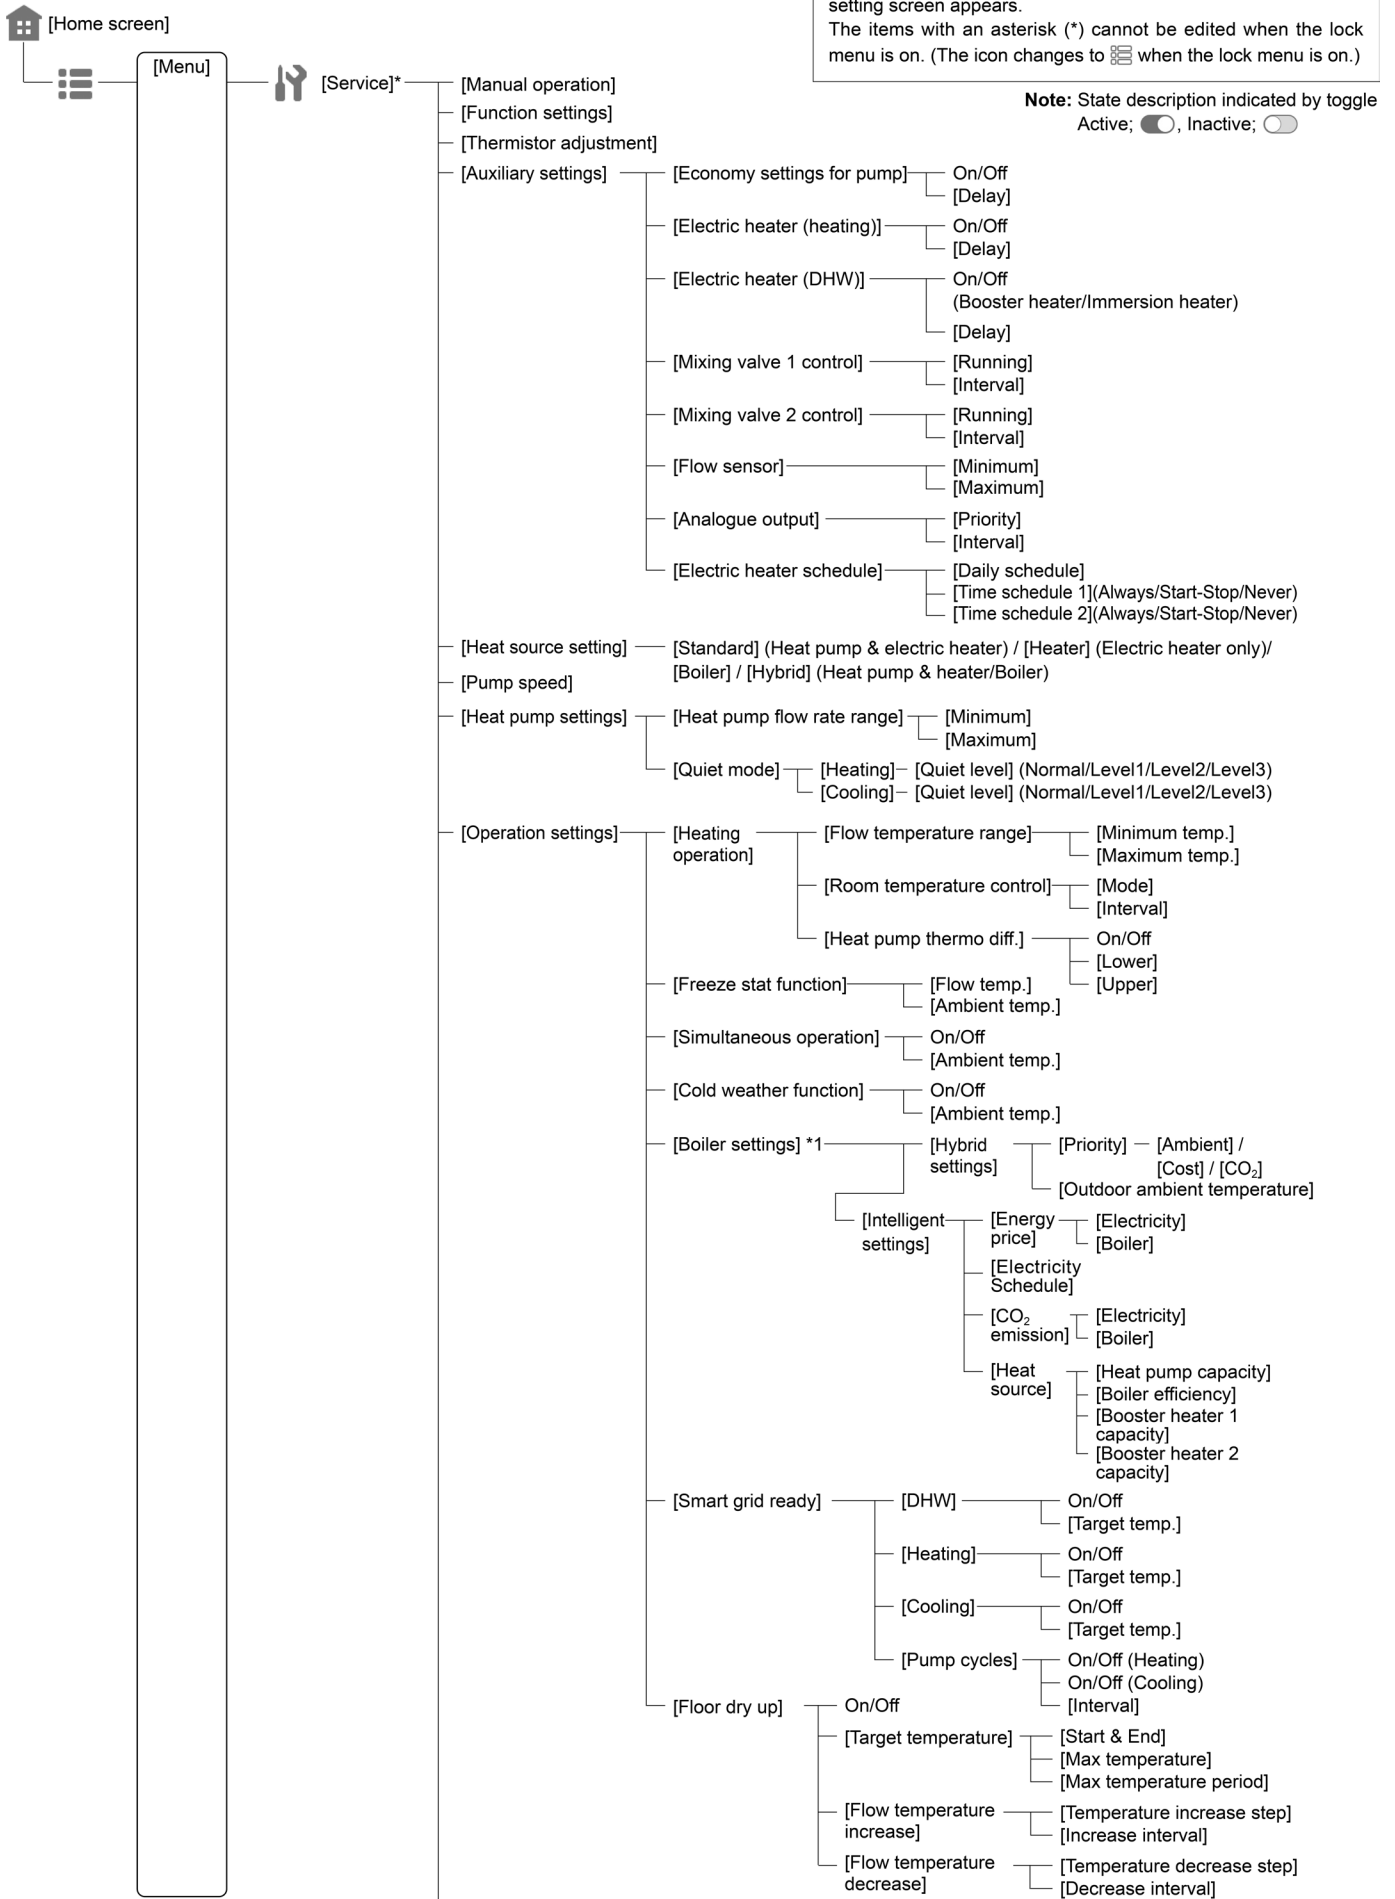 setting screen appears.
The items with an asterisk (*) cannot be edited when the lock
menu is on. (The icon changes to when the lock menu is on.)
Note: State description indicated by toggle
Active; , Inactive;
[Home screen]
[Menu]
[Service]*
[Manual operation]
[Function settings]
[Thermistor adjustment]
[Auxiliary settings]
[Economy settings for pump]
On/Off
[Delay]
[Electric heater (heating)]
On/Off
[Delay]
[Electric heater (DHW)]
On/Off
(Booster heater/Immersion heater)
[Delay]
[Mixing valve 1 control]
[Running]
[Interval]
[Mixing valve 2 control]
[Running]
[Interval]
[Flow sensor]
[Minimum]
[Maximum]
[Analogue output]
[Priority]
[Interval]
[Electric heater schedule]
[Daily schedule]
[Time schedule 1](Always/Start-Stop/Never)
[Time schedule 2](Always/Start-Stop/Never)
[Heat source setting]
[Standard] (Heat pump & electric heater) / [Heater] (Electric heater only)/
[Boiler] / [Hybrid] (Heat pump & heater/Boiler)
[Pump speed]
[Heat pump settings]
[Heat pump flow rate range]
[Minimum]
[Maximum]
[Quiet mode]
[Heating]
[Quiet level] (Normal/Level1/Level2/Level3)
[Cooling]
[Quiet level] (Normal/Level1/Level2/Level3)
[Operation settings]
[Heating
operation]
[Flow temperature range]
[Minimum temp.]
[Maximum temp.]
[Room temperature control]
[Mode]
[Interval]
[Heat pump thermo diff.]
On/Off
[Lower]
[Upper]
[Freeze stat function]
[Flow temp.]
[Ambient temp.]
[Simultaneous operation]
On/Off
[Ambient temp.]
[Cold weather function]
On/Off
[Ambient temp.]
[Boiler settings] *1
[Hybrid
settings]
[Priority]
[Ambient] /
[Cost] / [CO₂]
[Outdoor ambient temperature]
[Intelligent
settings]
[Energy
price]
[Electricity]
[Boiler]
[Electricity
Schedule]
[CO₂
emission]
[Electricity]
[Boiler]
[Heat
source]
[Heat pump capacity]
[Boiler efficiency]
[Booster heater 1
capacity]
[Booster heater 2
capacity]
[Smart grid ready]
[DHW]
On/Off
[Target temp.]
[Heating]
On/Off
[Target temp.]
[Cooling]
On/Off
[Target temp.]
[Pump cycles]
On/Off (Heating)
On/Off (Cooling)
[Interval]
[Floor dry up]
On/Off
[Target temperature]
[Start & End]
[Max temperature]
[Max temperature period]
[Flow temperature
increase]
[Temperature increase step]
[Increase interval]
[Flow temperature
decrease]
[Temperature decrease step]
[Decrease interval]